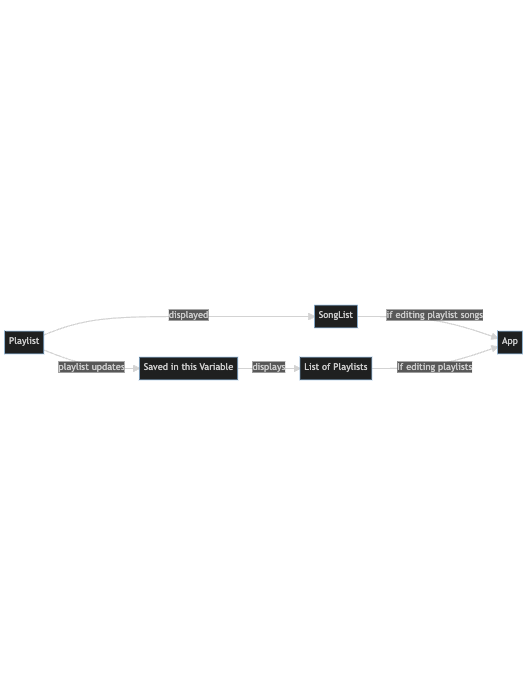 displayed
SongList
if editing playlist songs
Playlist
App
playlist updates
Saved in this Variable
displays
List of Playlists
If editing playlists